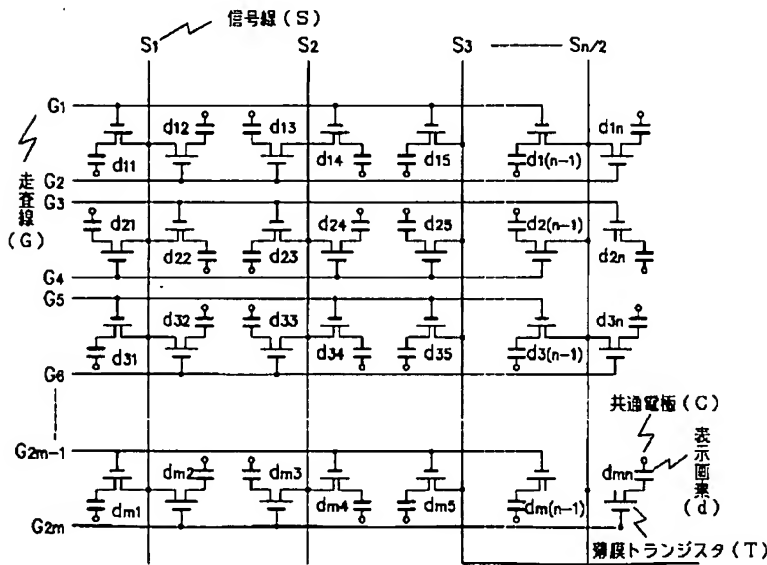 信号線(S)
S1 S2 S3 Sn/2
G1
d12 d13 d1n
d11 d14 d15 d1(n-1)
G2
走査線(G)
G3
d21 d24 d25 d2(n-1)
d22 d23 d2n
G4
G5
d32 d33 d3n
d31 d34 d35 d3(n-1)
G6
共通電極(C)
表示画素(d)
G2m-1
dm2 dm3 dmn
dm1 dm4 dm5 dm(n-1)
G2m
薄膜トランジスタ(T)